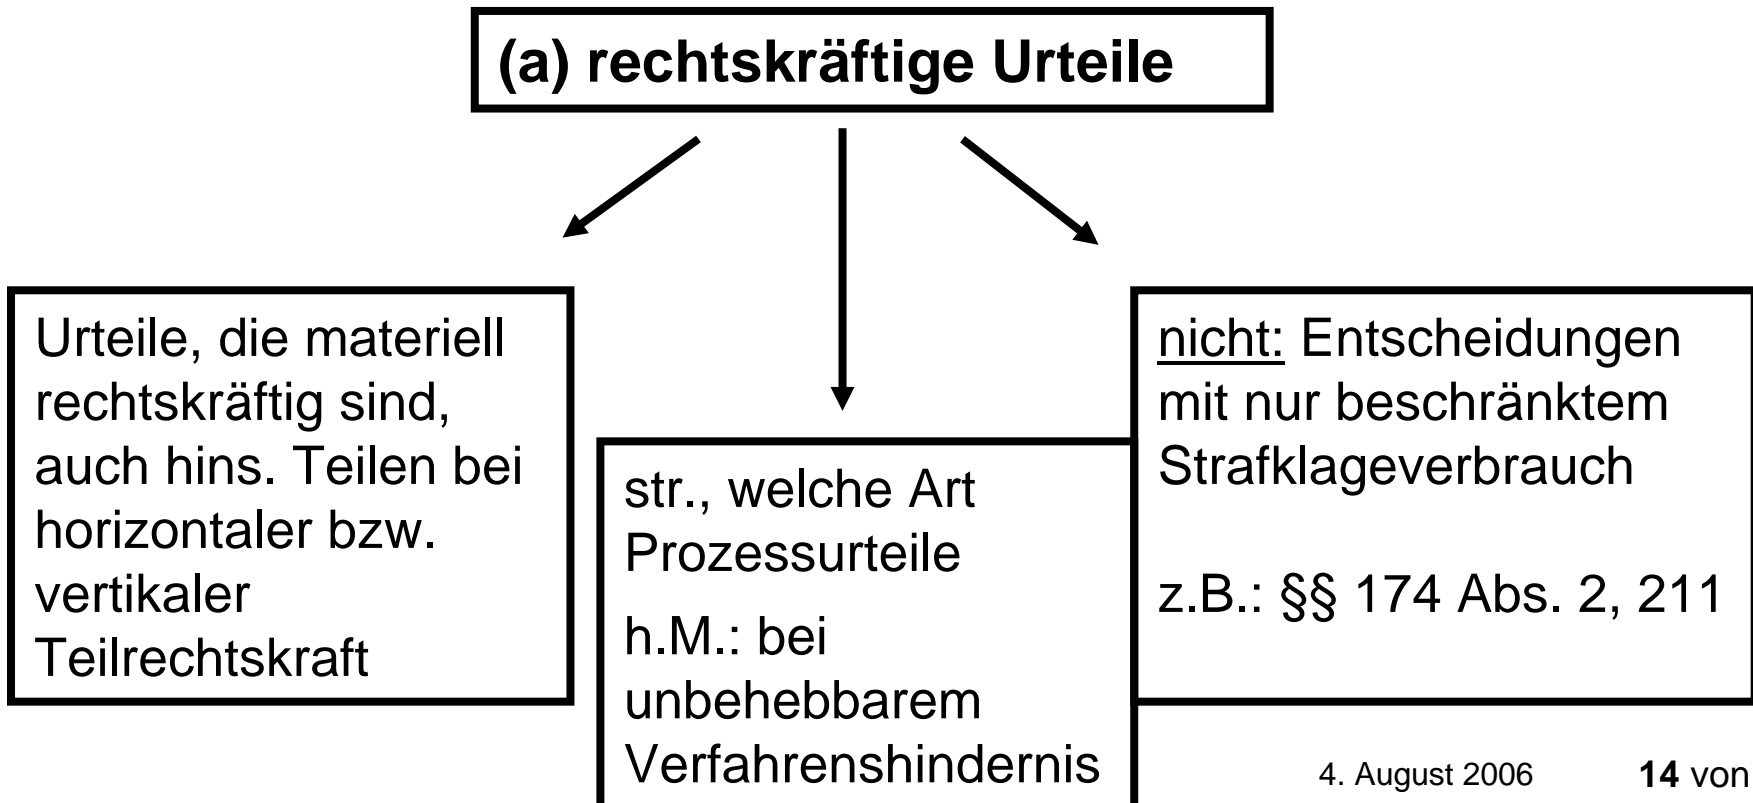 (a) rechtskräftige Urteile
Urteile, die materiell
rechtskräftig sind,
auch hins. Teilen bei
horizontaler bzw.
vertikaler
Teilrechtskraft
str., welche Art
Prozessurteile
h.M.: bei
unbehebbarem
Verfahrenshindernis
nicht: Entscheidungen
mit nur beschränktem
Strafklageverbrauch
z.B.: §§ 174 Abs. 2, 211
4. August 2006
14 von